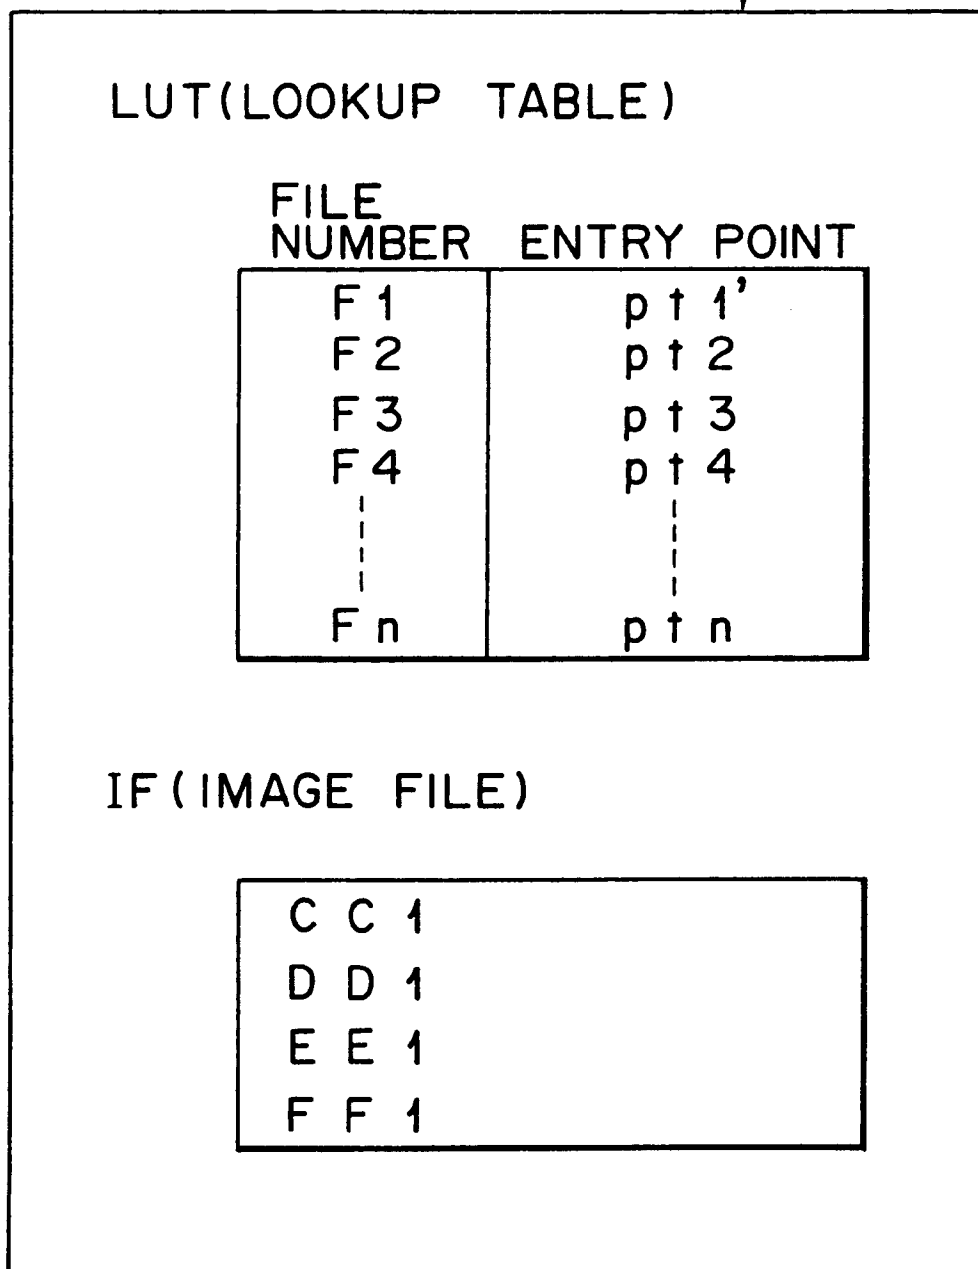 LUT(LOOKUP TABLE)
FILE
NUMBER ENTRY POINT
F1 pt1'
F2 pt2
F3 pt3
F4 pt4
Fn ptn
IF(IMAGE FILE)
CC1
DD1
EE1
FF1